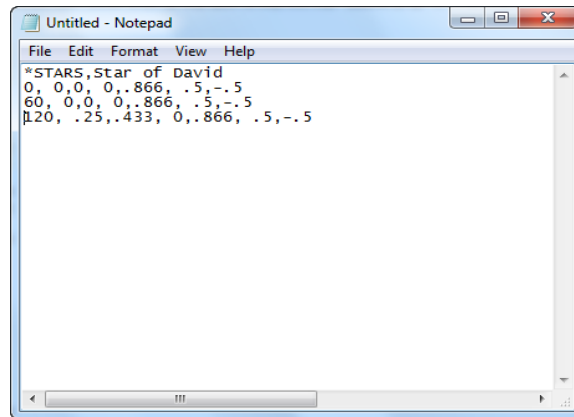 Untitled - Notepad
File Edit Format View Help
*STARS,Star of David
0, 0,0, 0,.866, .5,-.5
60, 0,0, 0,.866, .5,-.5
120, .25,.433, 0,.866, .5,-.5